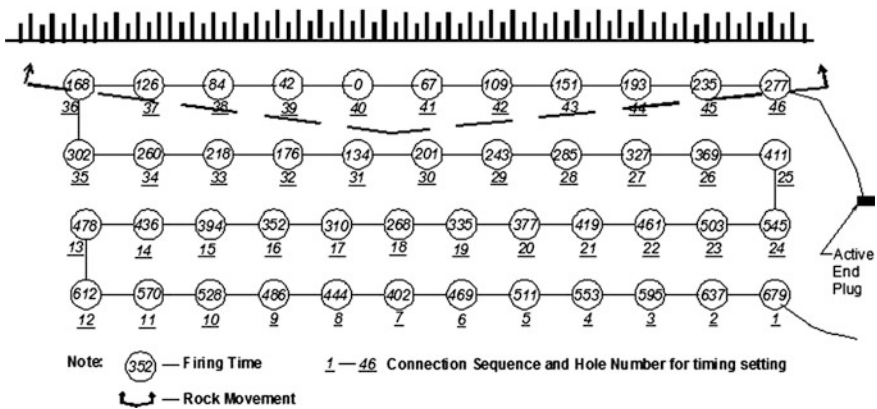 168 126 84 42 0 67 109 151 193 235 277
36 37 38 39 40 41 42 43 44 45 46
302 260 218 176 134 201 243 285 327 369 411
35 34 33 32 31 30 29 28 27 26 25
478 436 394 352 310 268 335 377 419 461 503 545
13 14 15 16 17 18 19 20 21 22 23 24
Active
End
Plug
612 570 528 486 444 402 469 511 553 595 637 679
12 11 10 9 8 7 6 5 4 3 2 1
Note: 352 — Firing Time 1 — 46 Connection Sequence and Hole Number for timing setting
— Rock Movement